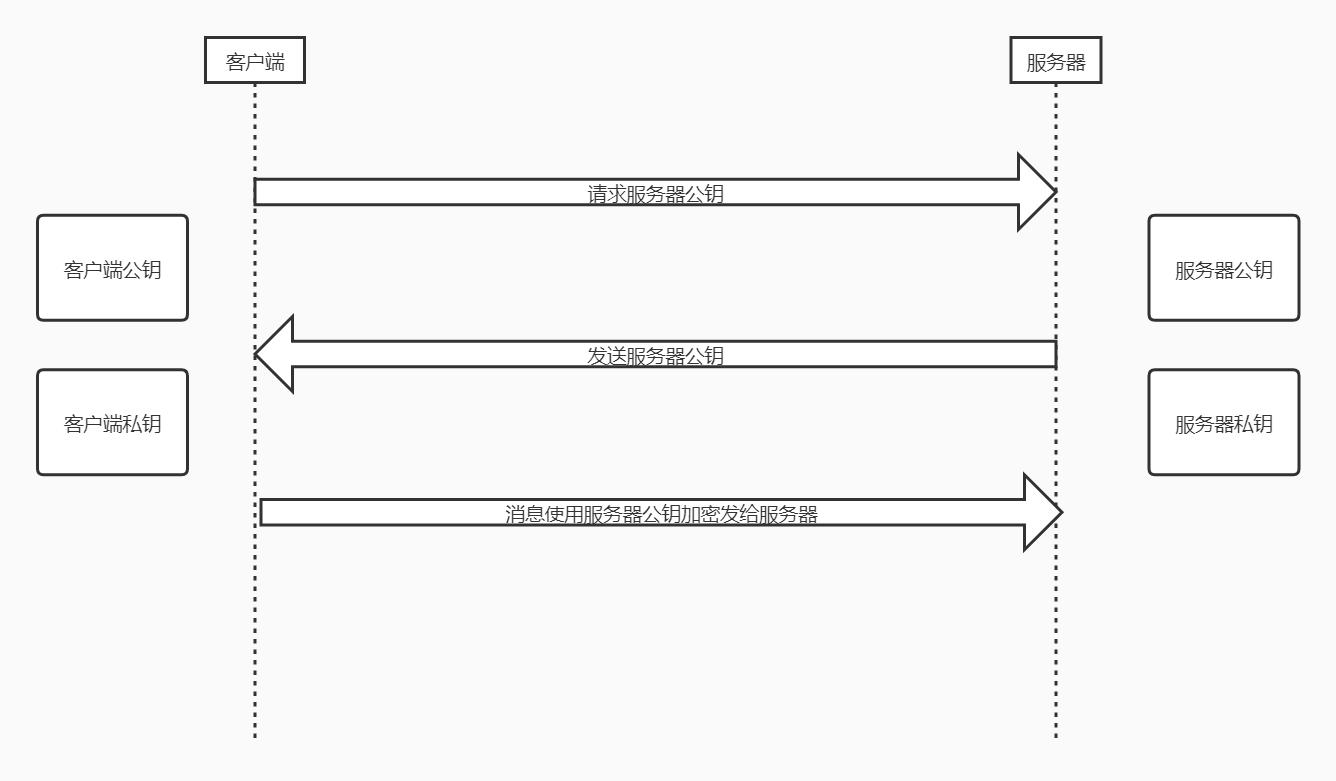 客户端
服务器
请求服务器公钥
客户端公钥
服务器公钥
发送服务器公钥
客户端私钥
服务器私钥
消息使用服务器公钥加密发给服务器